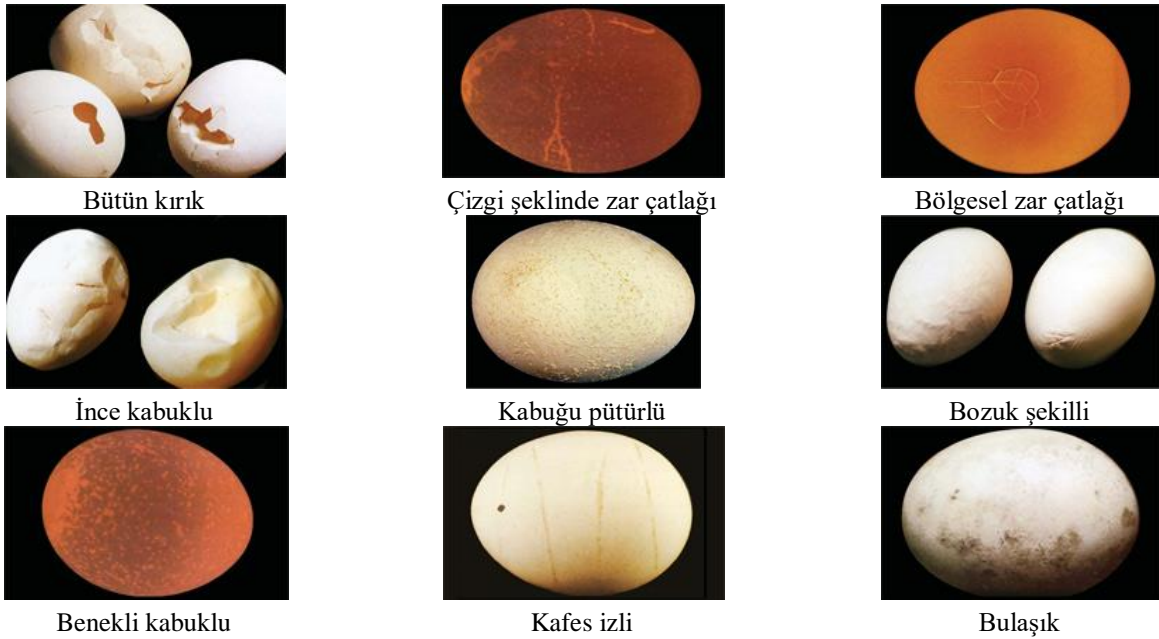 Bütün kırık
Çizgi şeklinde zar çatlağı
Bölgesel zar çatlağı
İnce kabuklu
Kabuğu pütürlü
Bozuk şekilli
Benekli kabuklu
Kafes izli
Bulaşık